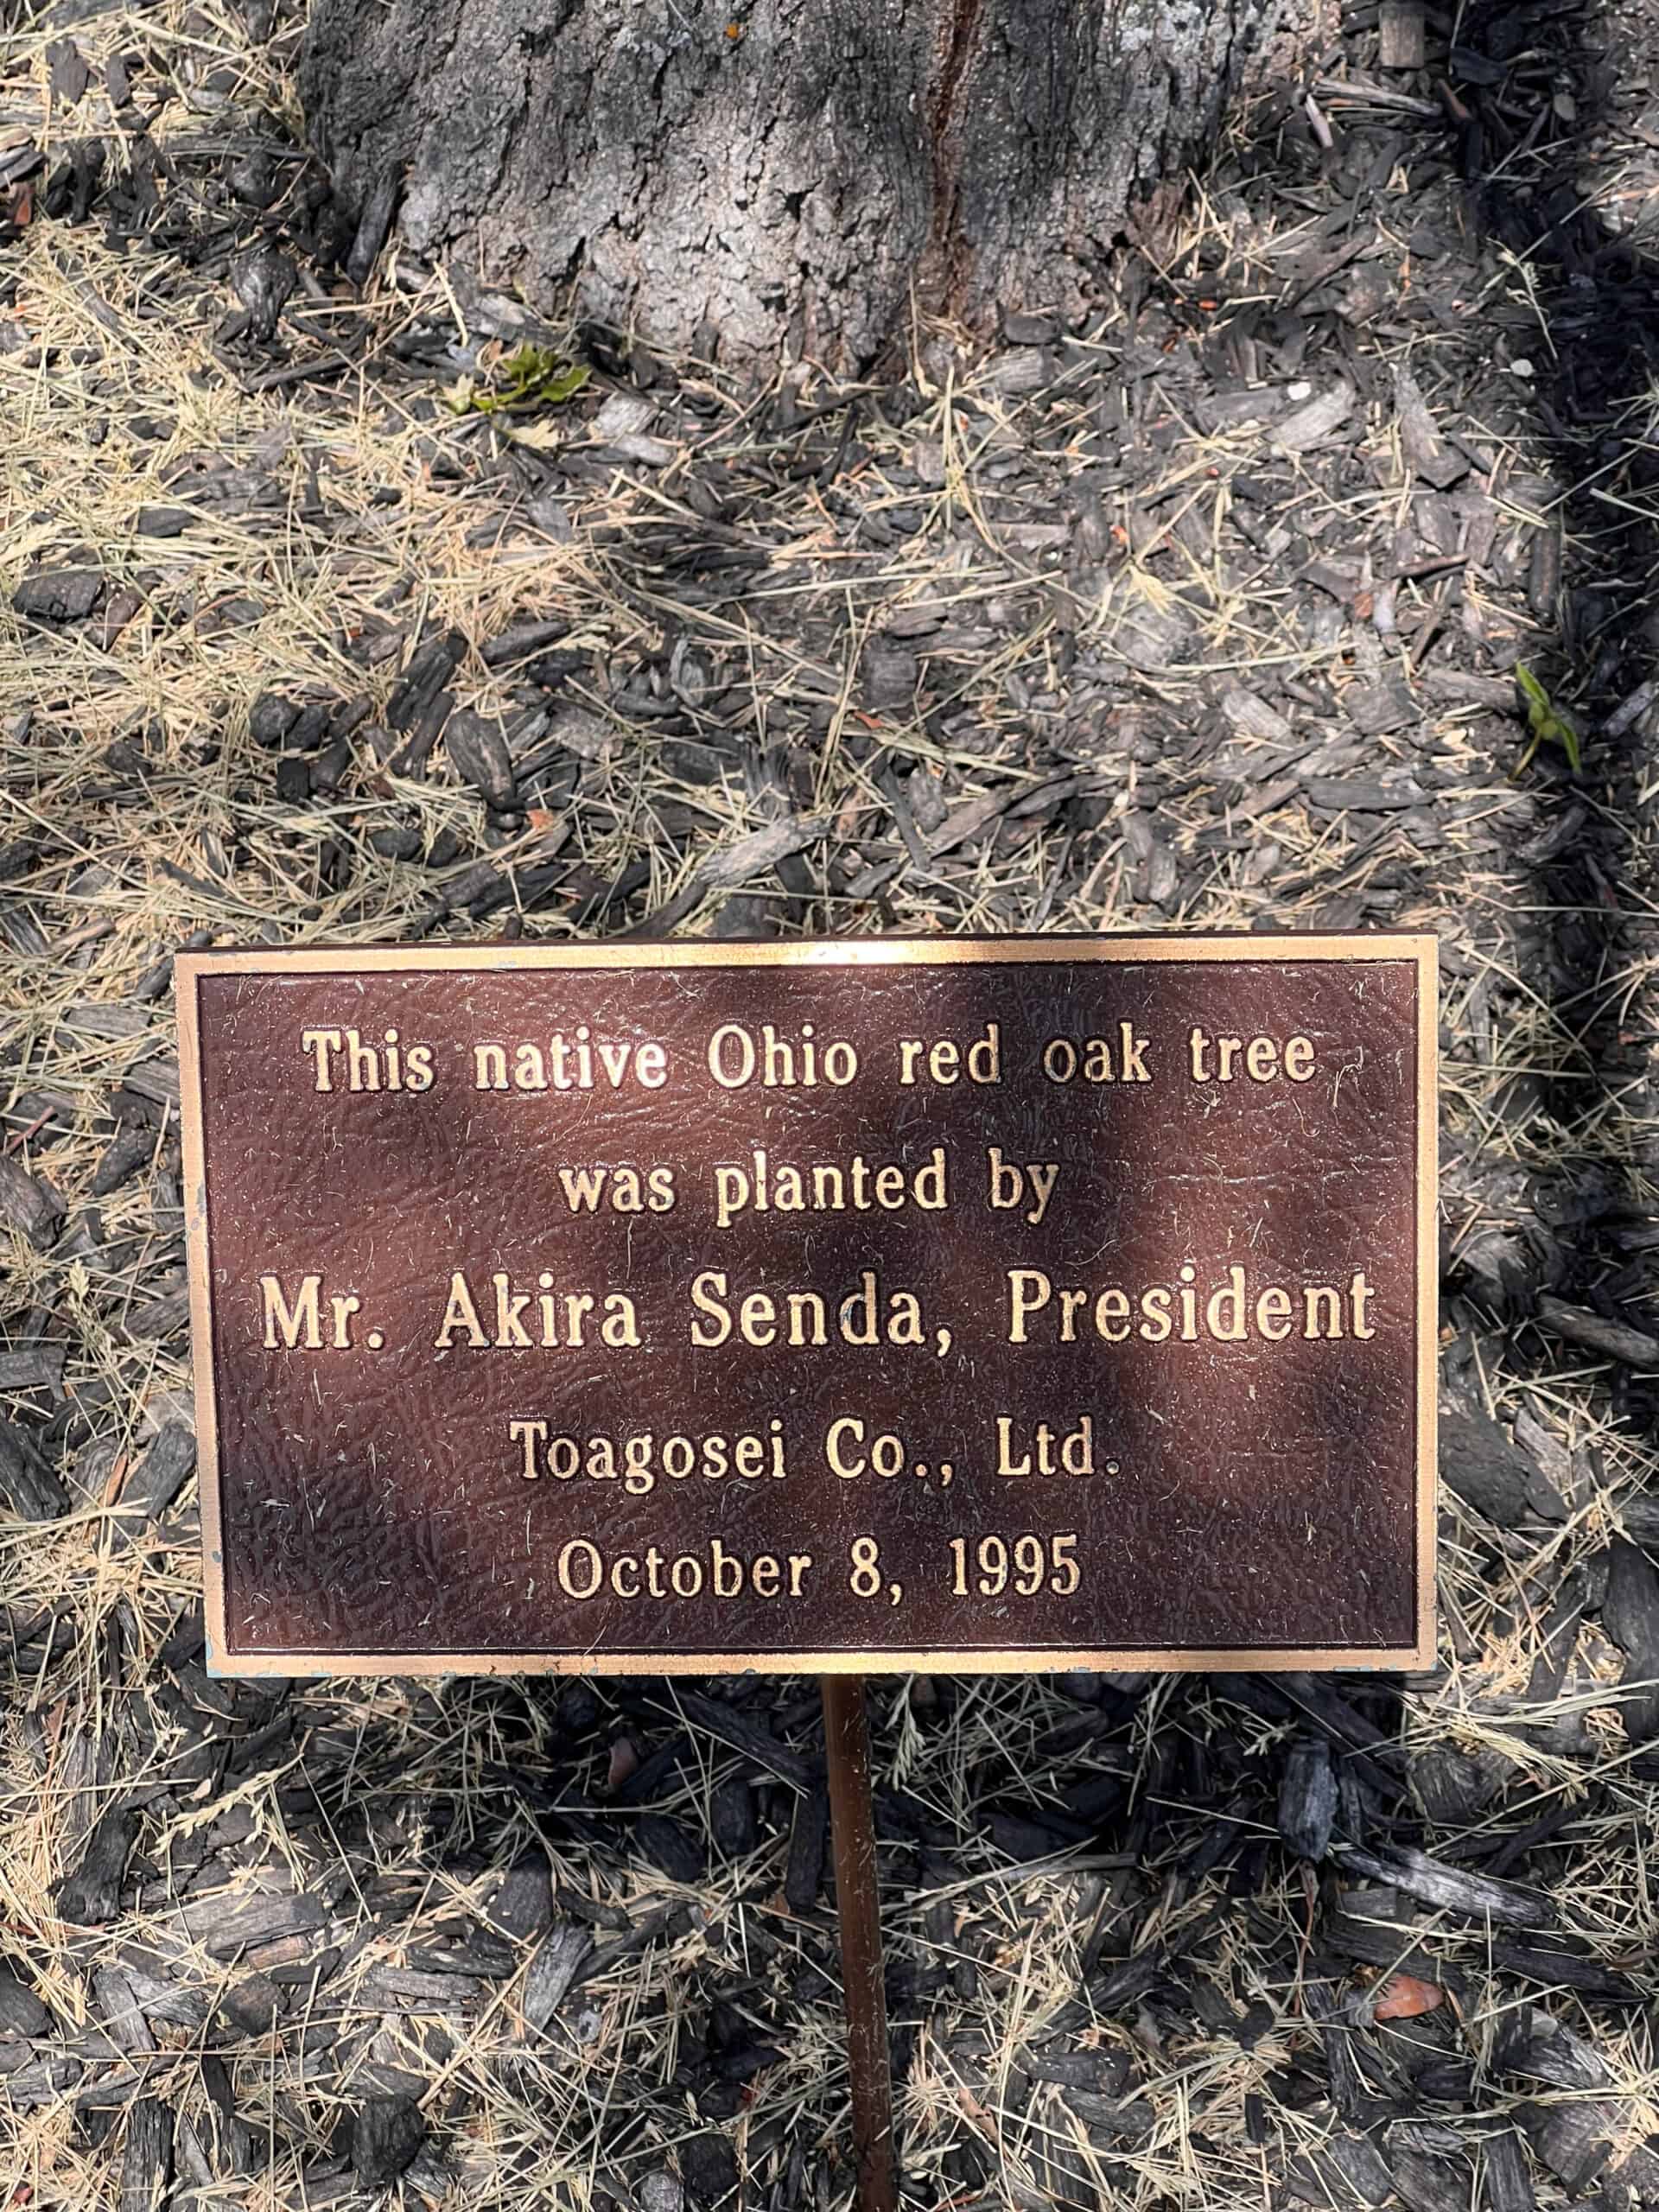 This native Ohio red oak tree
was planted by
Mr. Akira Senda, President
Toagosei Co., Ltd.
October 8, 1995